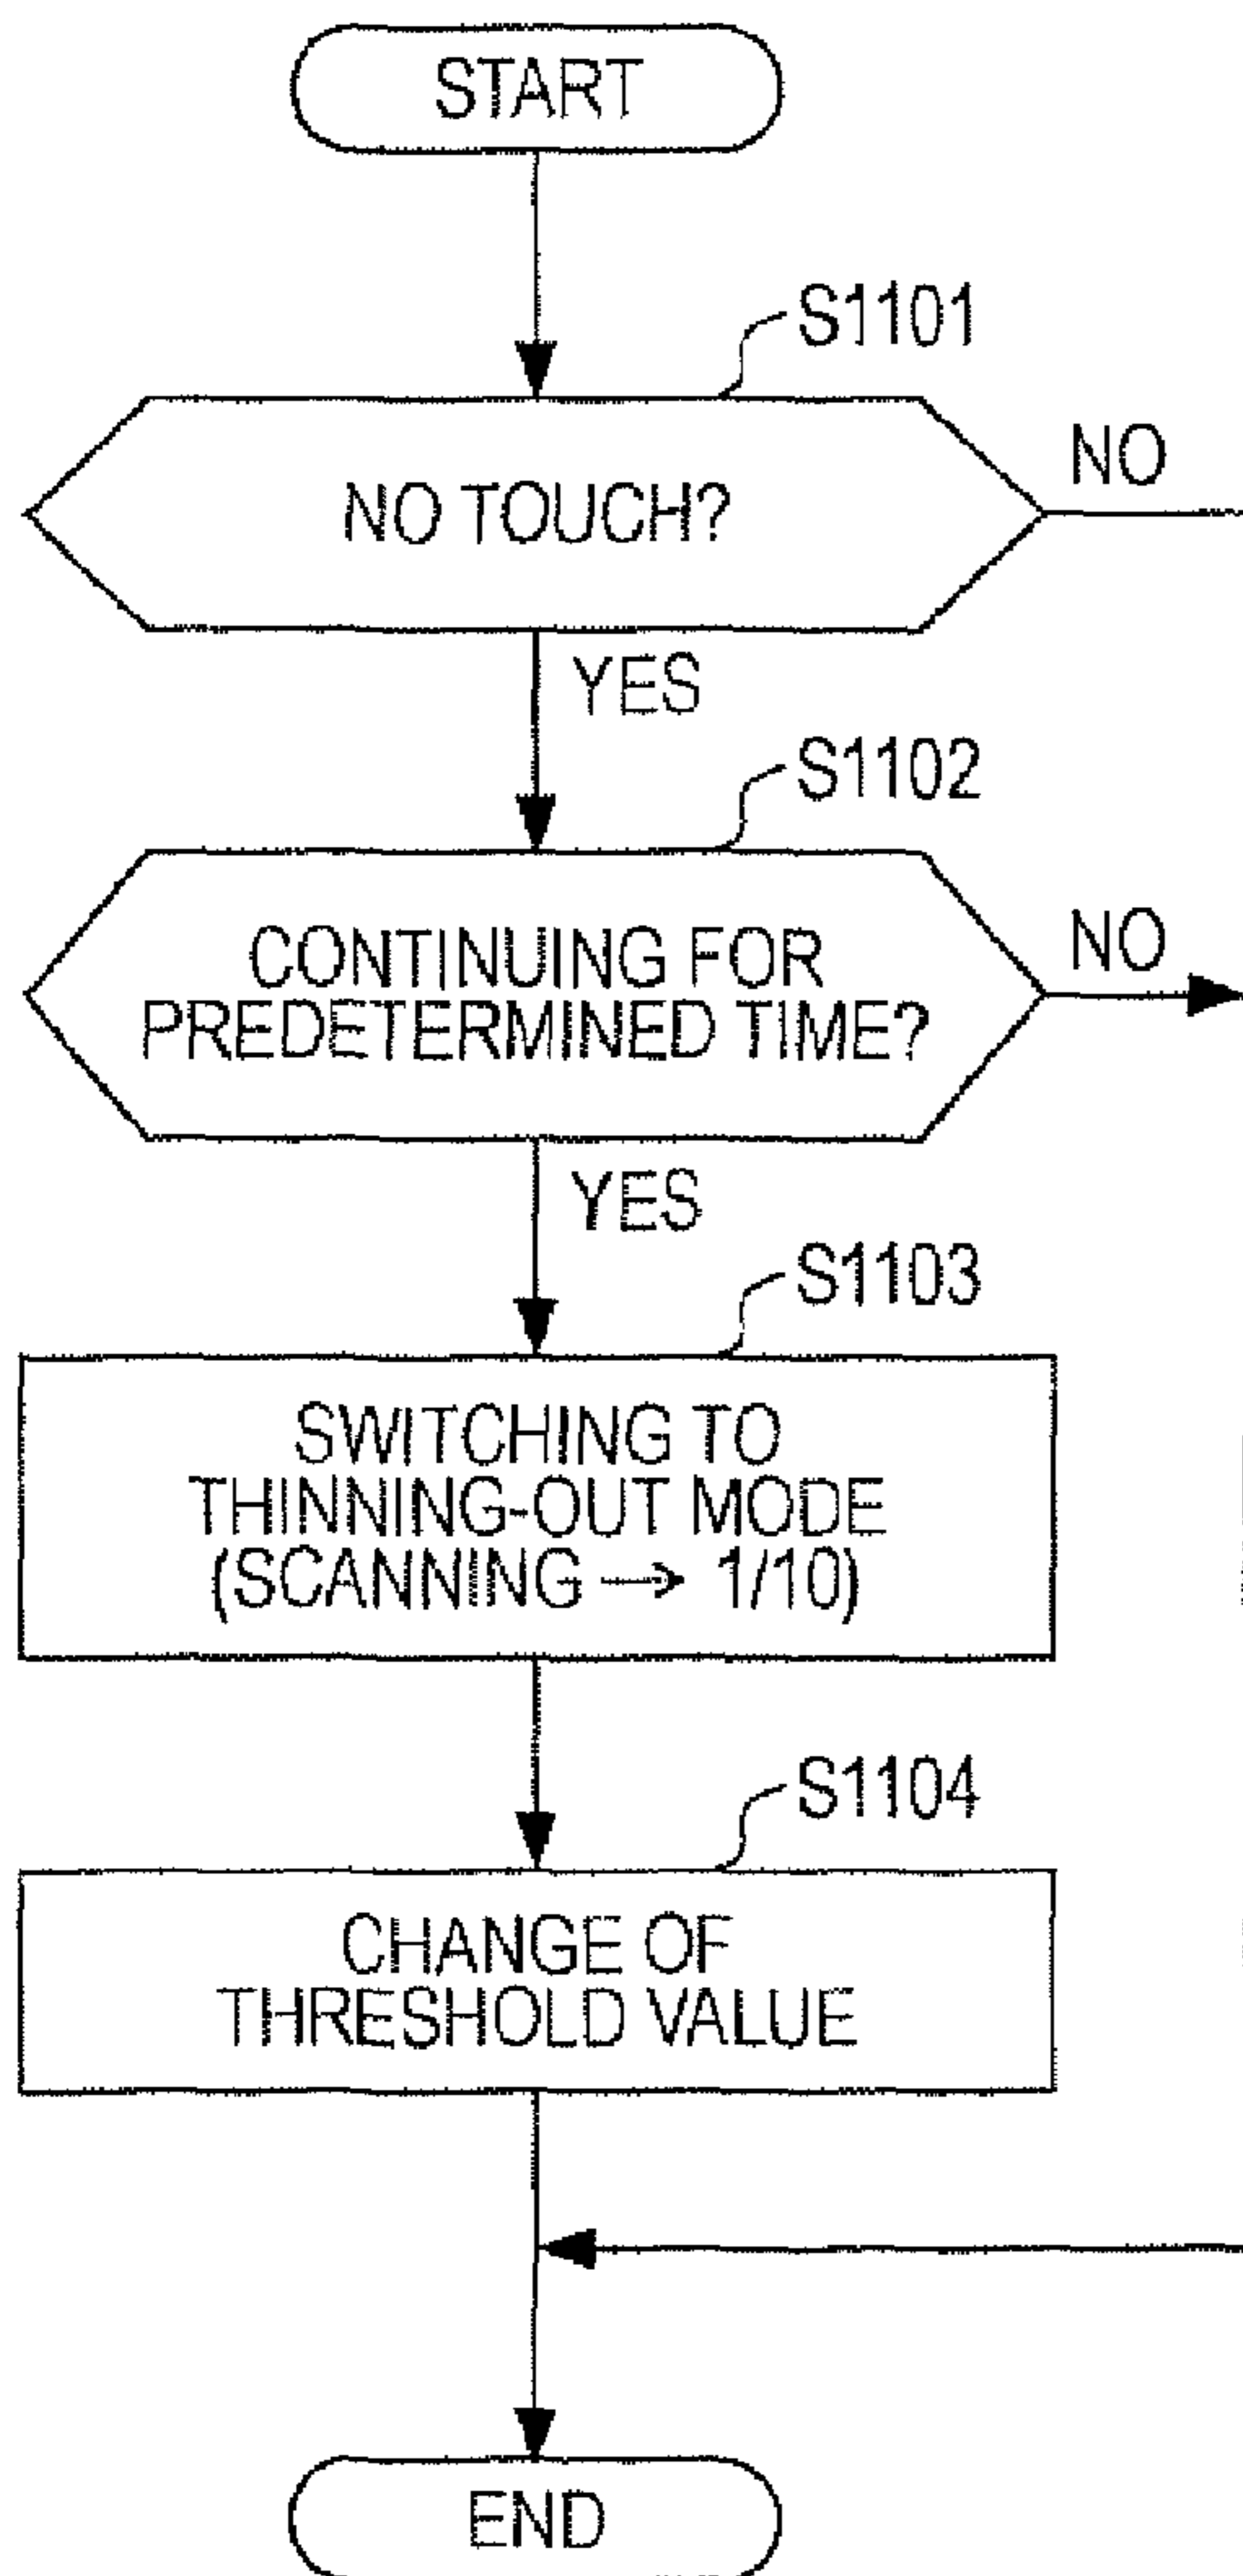 START
S1101
NO TOUCH?
NO
YES
S1102
CONTINUING FOR
PREDETERMINED TIME?
NO
YES
S1103
SWITCHING TO
THINNING-OUT MODE
(SCANNING → 1/10)
S1104
CHANGE OF
THRESHOLD VALUE
END